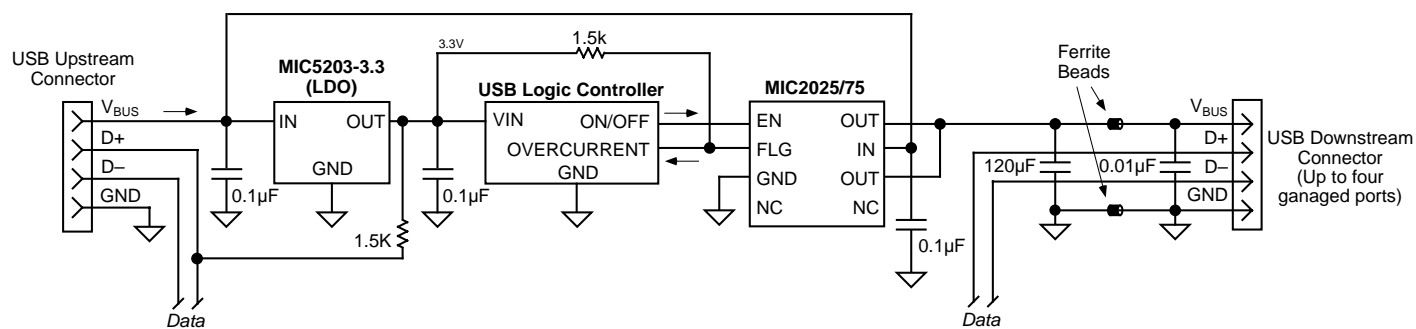 USB Upstream
Connector
VBUS
D+
D–
GND
Data
0.1µF
MIC5203-3.3
(LDO)
IN
OUT
GND
1.5K
3.3V
0.1µF
1.5k
USB Logic Controller
VIN
ON/OFF
OVERCURRENT
GND
MIC2025/75
EN
OUT
FLG
IN
GND
OUT
NC
NC
0.1µF
Ferrite
Beads
120µF
0.01µF
VBUS
D+
D–
GND
Data
USB Downstream
Connector
(Up to four
ganaged ports)